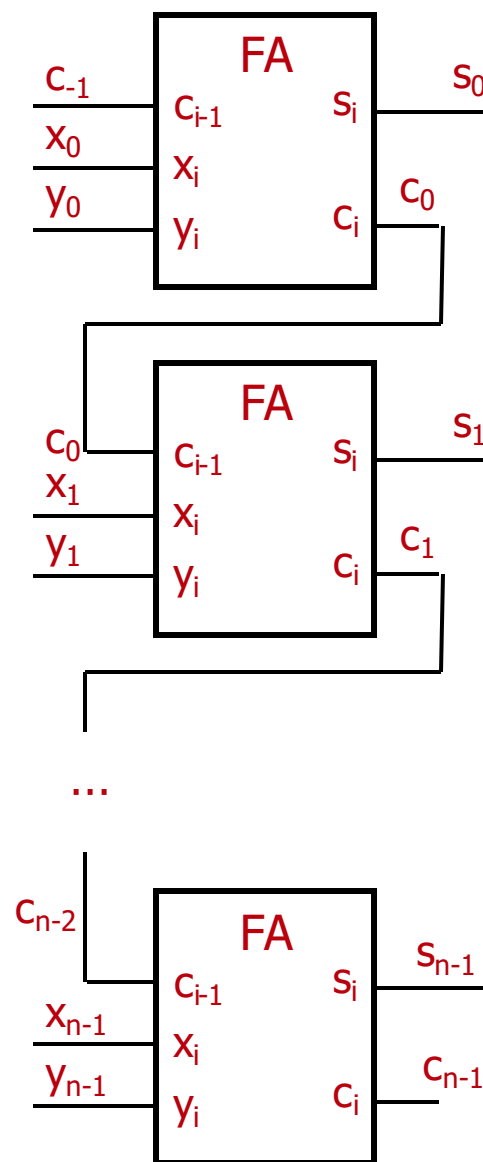 FA
c₋₁ cᵢ₋₁ sᵢ s₀
x₀ xᵢ
y₀ yᵢ cᵢ c₀
FA
c₀ cᵢ₋₁ sᵢ s₁
x₁ xᵢ
y₁ yᵢ cᵢ c₁
...
FA
cₙ₋₂ cᵢ₋₁ sᵢ sₙ₋₁
xₙ₋₁ xᵢ
yₙ₋₁ yᵢ cᵢ cₙ₋₁